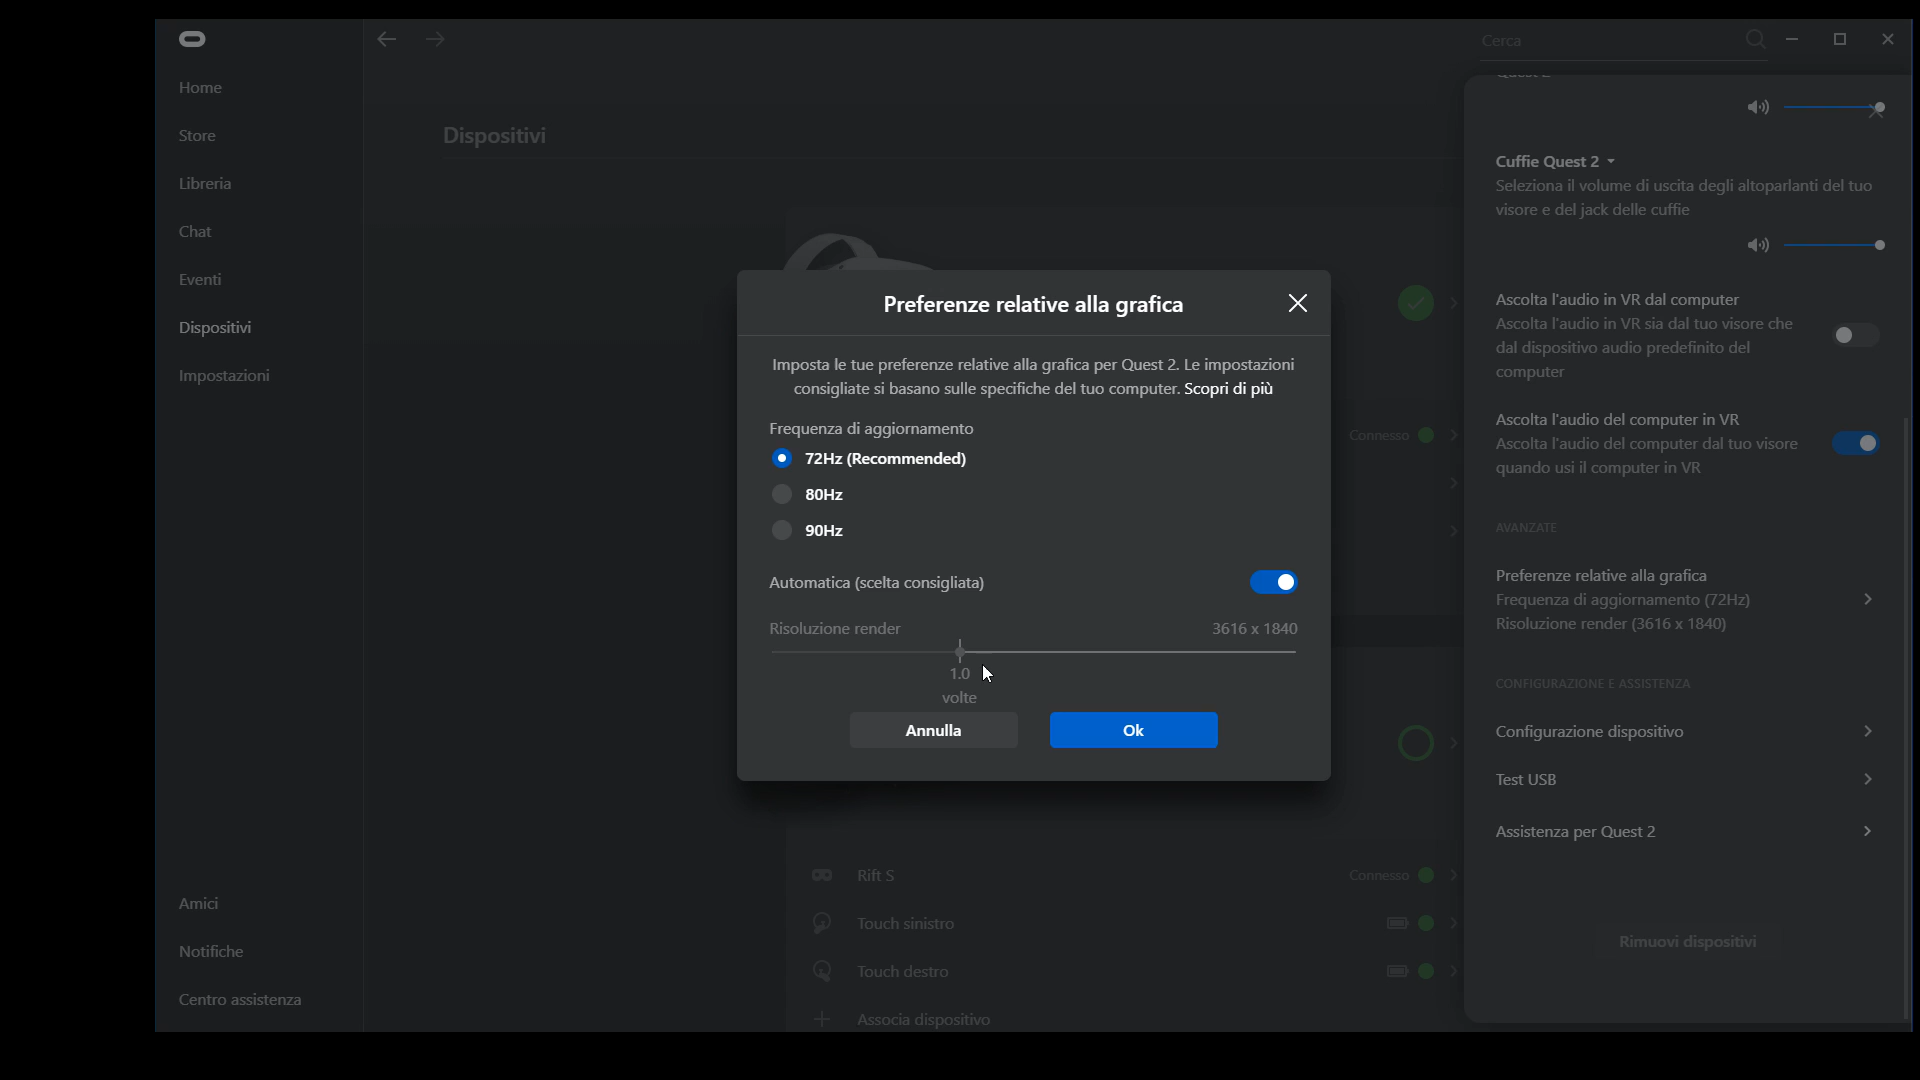 Home
Store
Libreria
Chat
Eventi
Dispositivi
Impostazioni
Amici
Notifiche
Centro assistenza
Cerca
Dispositivi
Connesso
Rift S
Connesso
Touch sinistro
Touch destro
Associa dispositivo
Preferenze relative alla grafica
Imposta le tue preferenze relative alla grafica per Quest 2. Le impostazioni
consigliate si basano sulle specifiche del tuo computer. Scopri di più
Frequenza di aggiornamento
72Hz (Recommended)
80Hz
90Hz
Automatica (scelta consigliata)
Risoluzione render 3616 x 1840
1.0
volte
Annulla
Ok
Quest 2
Cuffie Quest 2
Seleziona il volume di uscita degli altoparlanti del tuo
visore e del jack delle cuffie
Ascolta l'audio in VR dal computer
Ascolta l'audio in VR sia dal tuo visore che
dal dispositivo audio predefinito del
computer
Ascolta l'audio del computer in VR
Ascolta l'audio del computer dal tuo visore
quando usi il computer in VR
AVANZATE
Preferenze relative alla grafica
Frequenza di aggiornamento (72Hz)
Risoluzione render (3616 x 1840)
CONFIGURAZIONE E ASSISTENZA
Configurazione dispositivo
Test USB
Assistenza per Quest 2
Rimuovi dispositivi